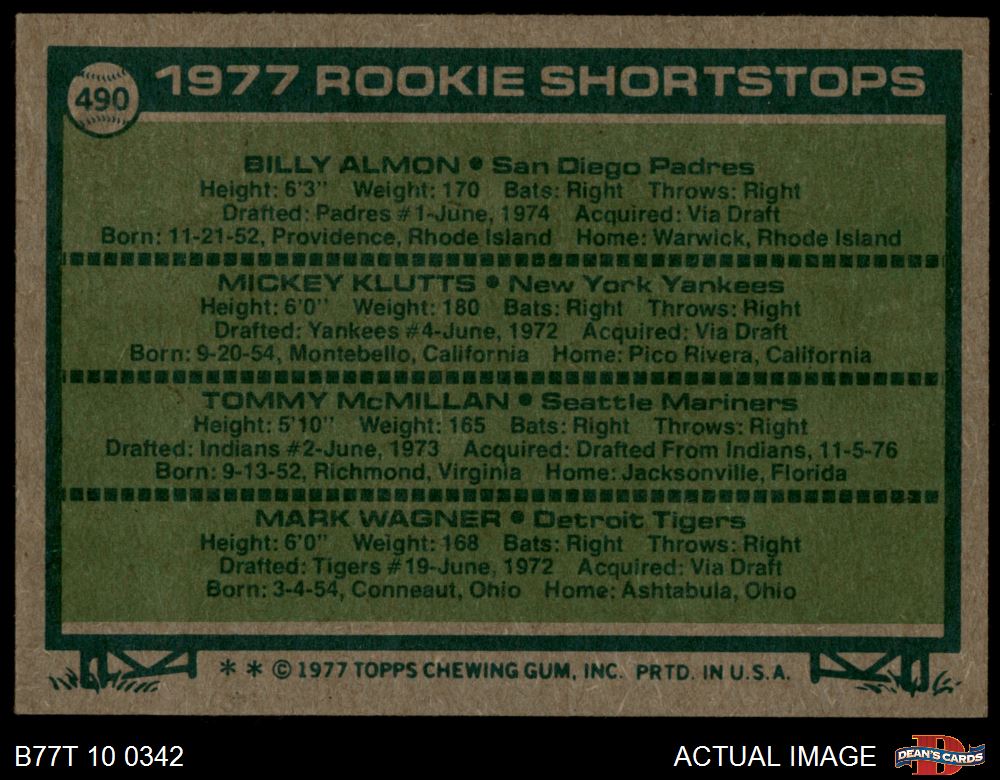 490
1977 ROOKIE SHORTSTOPS
BILLY ALMON • San Diego Padres
Height: 6'3" Weight: 170 Bats: Right Throws: Right
Drafted: Padres #1-June, 1974 Acquired: Via Draft
Born: 11-21-52, Providence, Rhode Island Home: Warwick, Rhode Island
MICKEY KLUTTS • New York Yankees
Height: 6'0" Weight: 180 Bats: Right Throws: Right
Drafted: Yankees #4-June, 1972 Acquired: Via Draft
Born: 9-20-54, Montebello, California Home: Pico Rivera, California
TOMMY McMILLAN • Seattle Mariners
Height: 5'10" Weight: 165 Bats: Right Throws: Right
Drafted: Indians #2-June, 1973 Acquired: Drafted From Indians, 11-5-76
Born: 9-13-52, Richmond, Virginia Home: Jacksonville, Florida
MARK WAGNER • Detroit Tigers
Height: 6'0" Weight: 168 Bats: Right Throws: Right
Drafted: Tigers #19-June, 1972 Acquired: Via Draft
Born: 3-4-54, Conneaut, Ohio Home: Ashtabula, Ohio
* * © 1977 TOPPS CHEWING GUM, INC. PRTD. IN U.S.A.
B77T 10 0342
ACTUAL IMAGE
DEAN'S CARDS